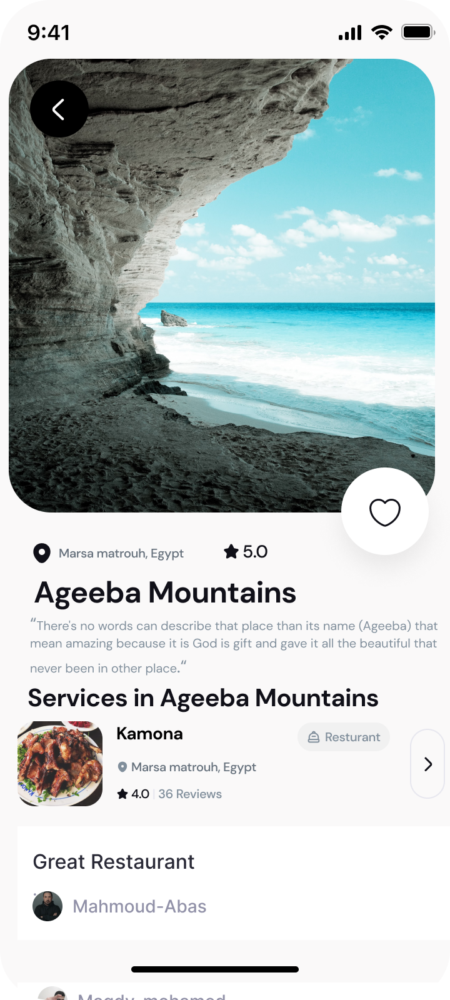 9:41
Marsa matrouh, Egypt
5.0
Ageeba Mountains
“There's no words can describe that place than its name (Ageeba) that
mean amazing because it is God is gift and gave it all the beautiful that
never been in other place.“
Services in Ageeba Mountains
Kamona
Resturant
Marsa matrouh, Egypt
4.0 | 36 Reviews
Great Restaurant
Mahmoud-Abas
Magdy-mohamed